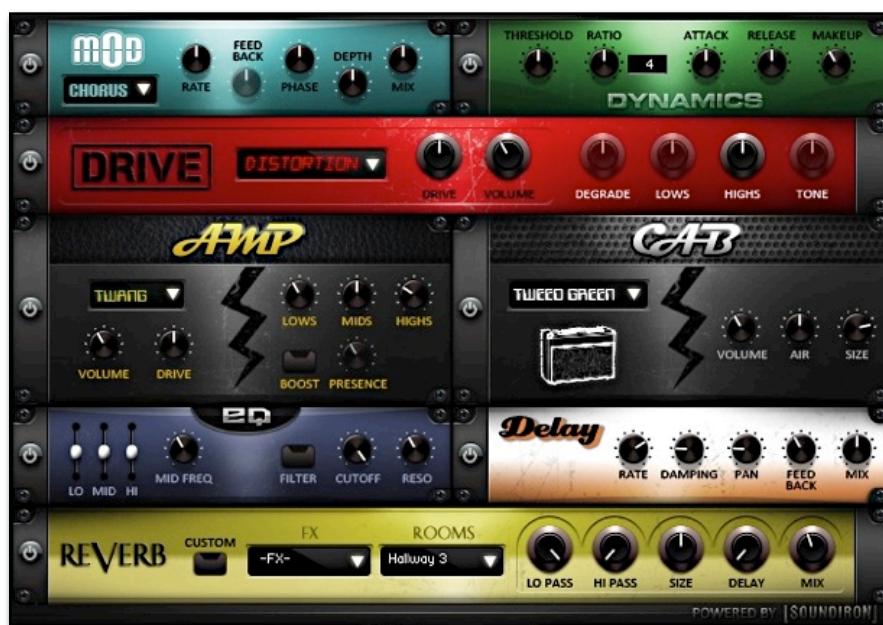 MOD
CHORUS
RATE
FEED
BACK
PHASE
DEPTH
MIX
THRESHOLD
RATIO
4
ATTACK
RELEASE
MAKEUP
DYNAMICS
DRIVE
DISTORTION
DRIVE
VOLUME
DEGRADE
LOWS
HIGHS
TONE
AMP
TWANG
VOLUME
DRIVE
LOWS
MIDS
HIGHS
BOOST
PRESENCE
CAB
TWEED GREEN
VOLUME
AIR
SIZE
EQ
LO
MID
HI
MID FREQ
FILTER
CUTOFF
RESO
Delay
RATE
DAMPING
PAN
FEED
BACK
MIX
REVERB
CUSTOM
FX
-FX-
ROOMS
Hallway 3
LO PASS
HI PASS
SIZE
DELAY
MIX
POWERED BY [SOUNDIRON]